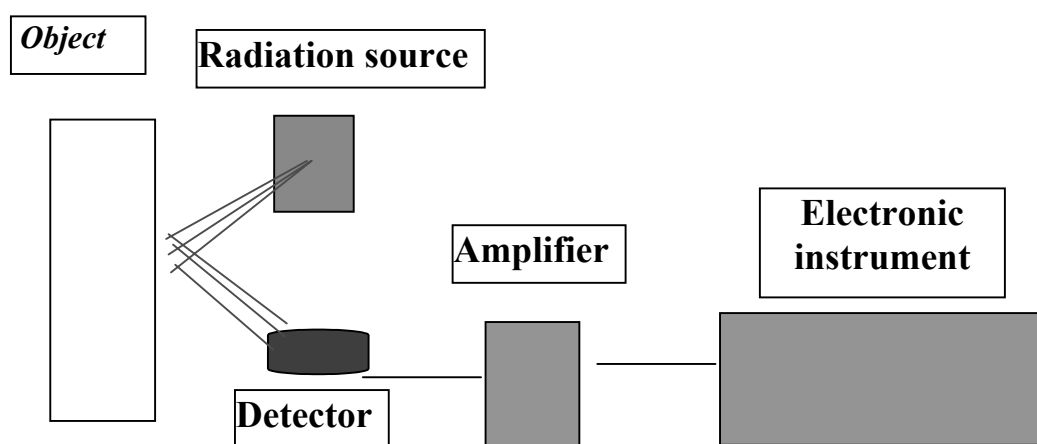 Object
Radiation source
Electronic
instrument
Amplifier
Detector